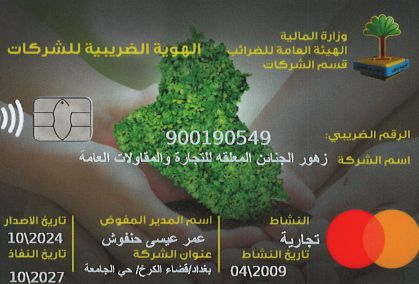 وزارة المالية
الهيئة العامة للضرائب
قسم الشركات
الهوية الضريبية للشركات
الرقم الضريبي:
900190549
اسم الشركة
زهور الجنائن المعلقه للتجارة والمقاولات العامة
النشاط
تجارية
تاريخ النشاط
04\2009
اسم المدير المفوض
عمر عيسى حنفوش
عنوان الشركة
بغداد/قضاء الكرخ/ حي الجامعة
تاريخ الاصدار
10\2024
تاريخ النفاذ
10\2027